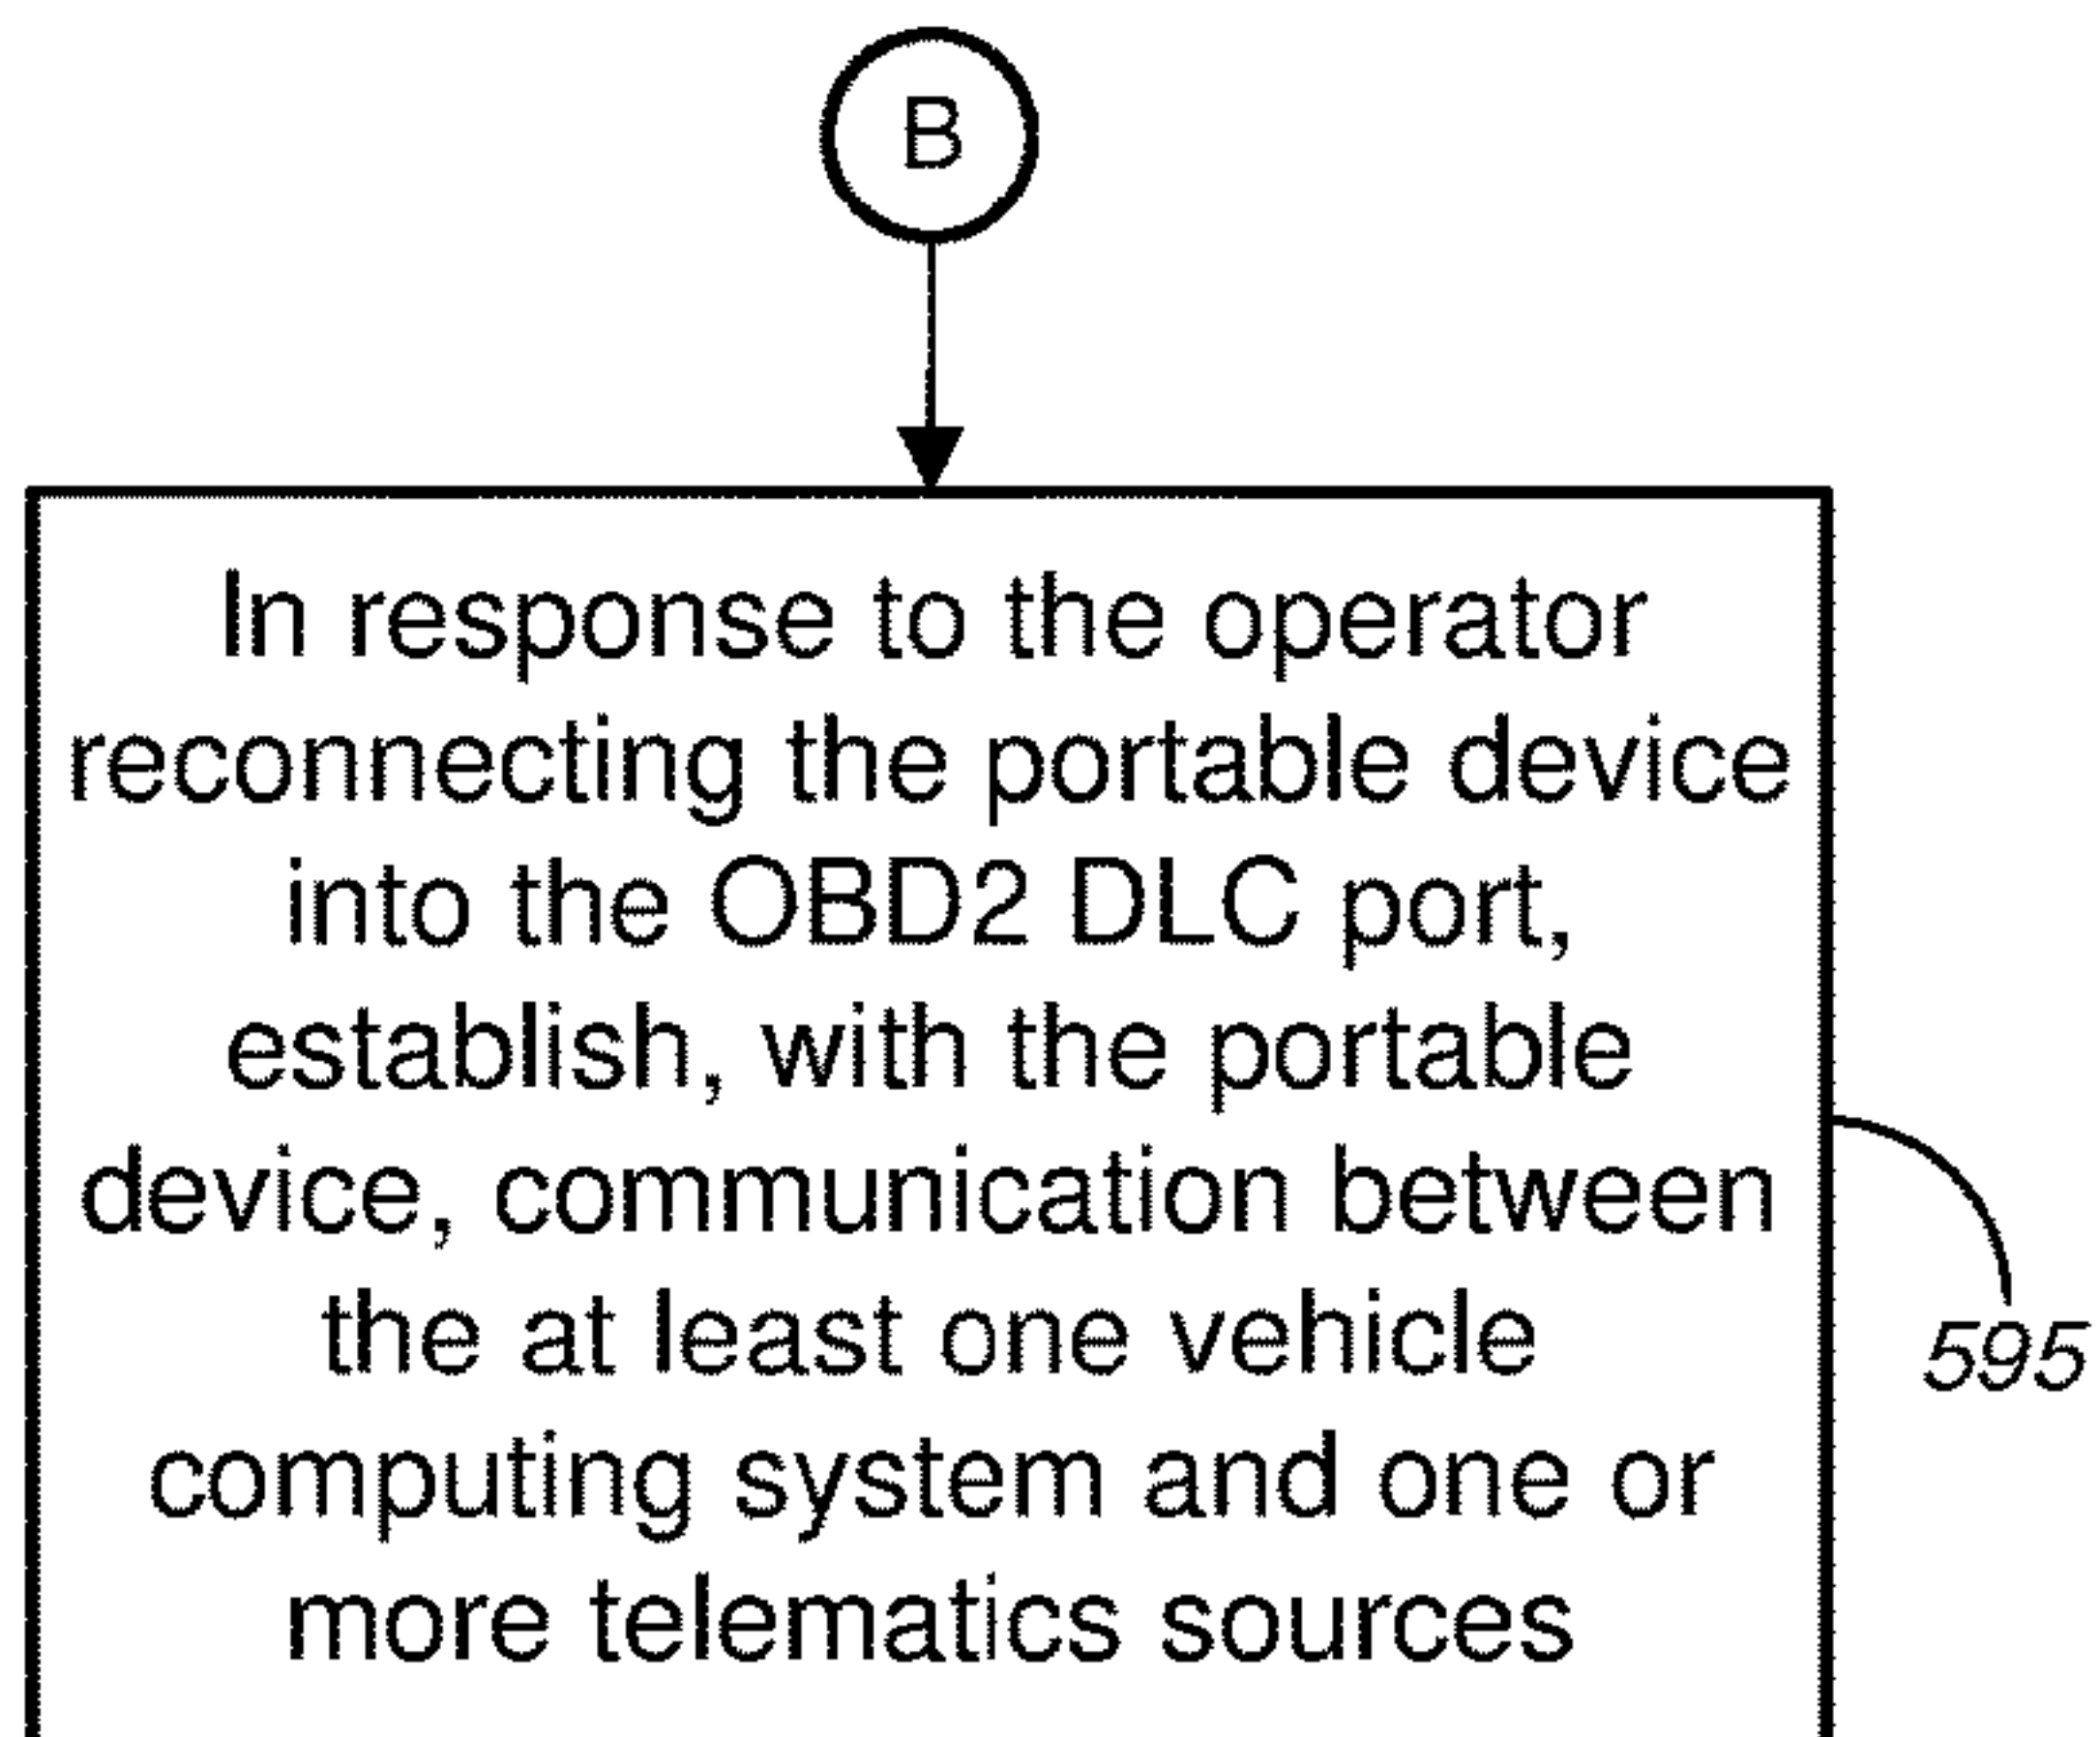 B
In response to the operator
reconnecting the portable device
into the OBD2 DLC port,
establish, with the portable
device, communication between
the at least one vehicle
computing system and one or
more telematics sources
595